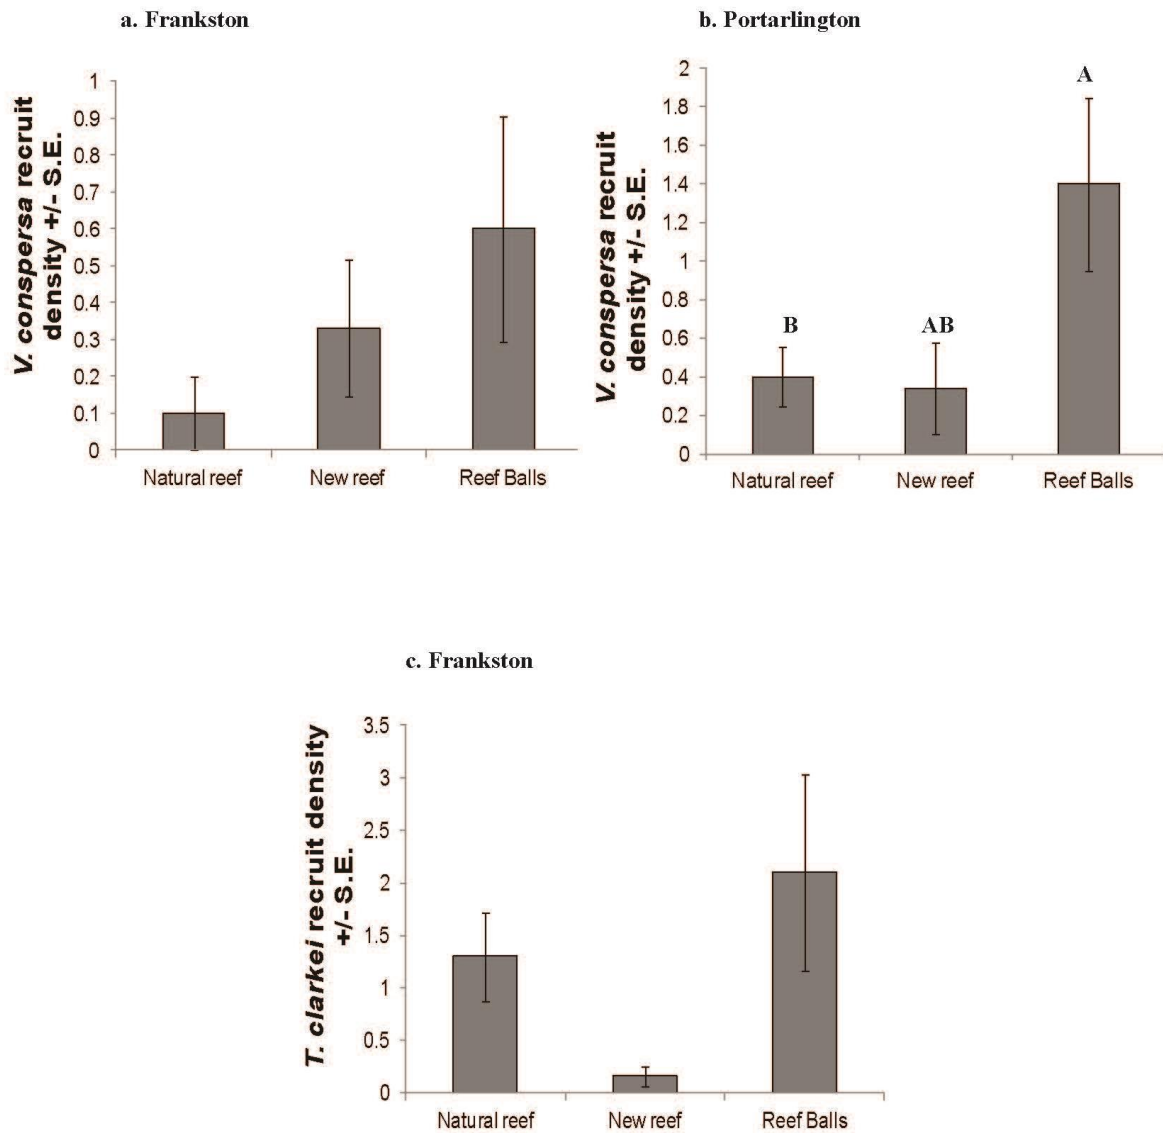 a. Frankston
V. conspersa recruit
density +/- S.E.
1
0.9
0.8
0.7
0.6
0.5
0.4
0.3
0.2
0.1
0
Natural reef New reef Reef Balls
b. Portarlington
V. conspersa recruit
density +/- S.E.
2
1.8
1.6
1.4
1.2
1
0.8
0.6
0.4
0.2
0
B AB A
Natural reef New reef Reef Balls
c. Frankston
T. clarkei recruit density
+/- S.E.
3.5
3
2.5
2
1.5
1
0.5
0
Natural reef New reef Reef Balls